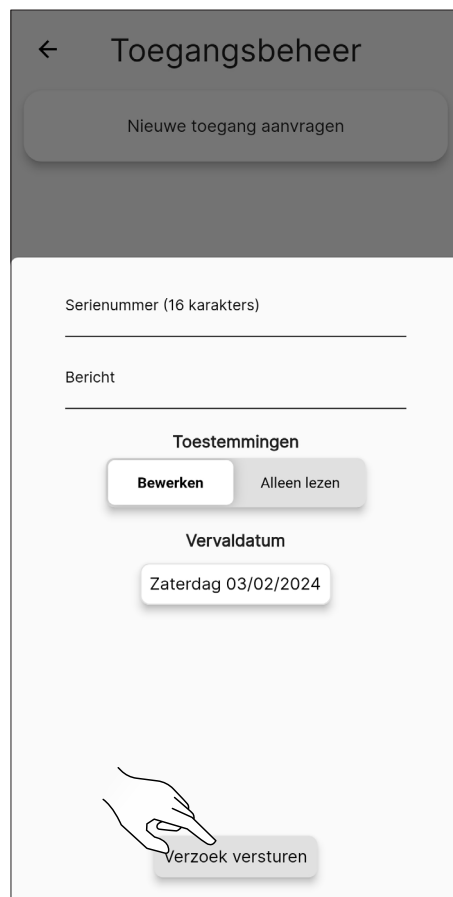 Toegangsbeheer
Nieuwe toegang aanvragen
Serienummer (16 karakters)
Bericht
Toestemmingen
Bewerken Alleen lezen
Vervaldatum
Zaterdag 03/02/2024
Verzoek versturen